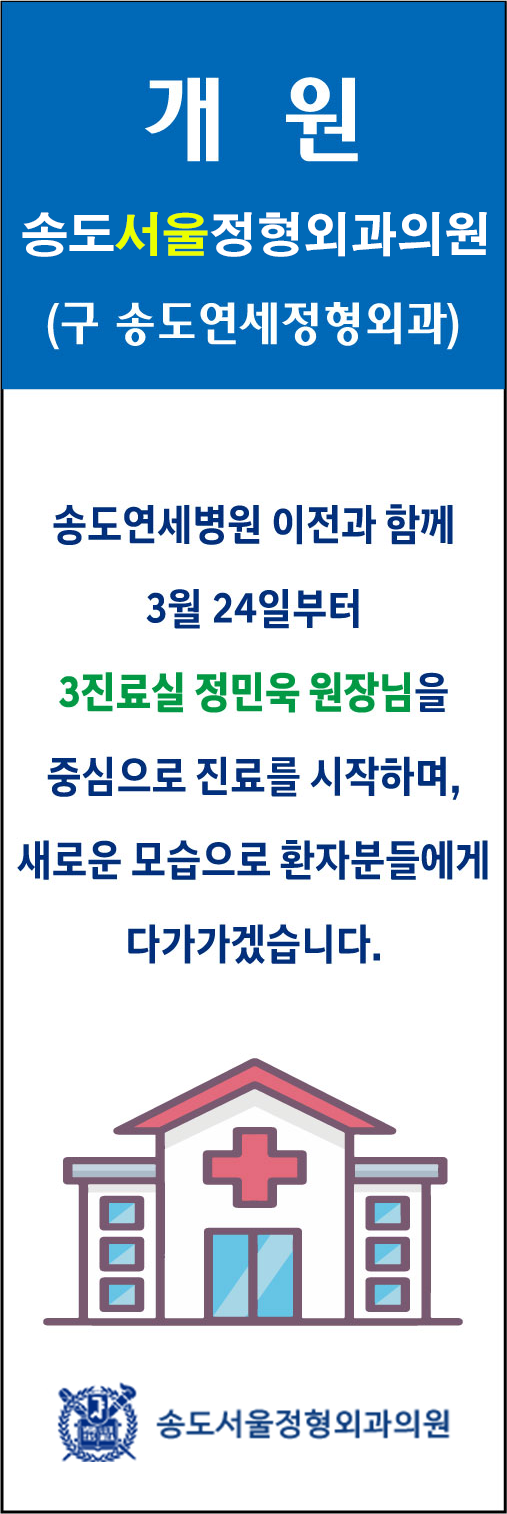 개 원
송도서울정형외과의원
(구 송도연세정형외과)
송도연세병원 이전과 함께
3월 24일부터
3진료실 정민욱 원장님을
중심으로 진료를 시작하며,
새로운 모습으로 환자분들에게
다가가겠습니다.
송도서울정형외과의원